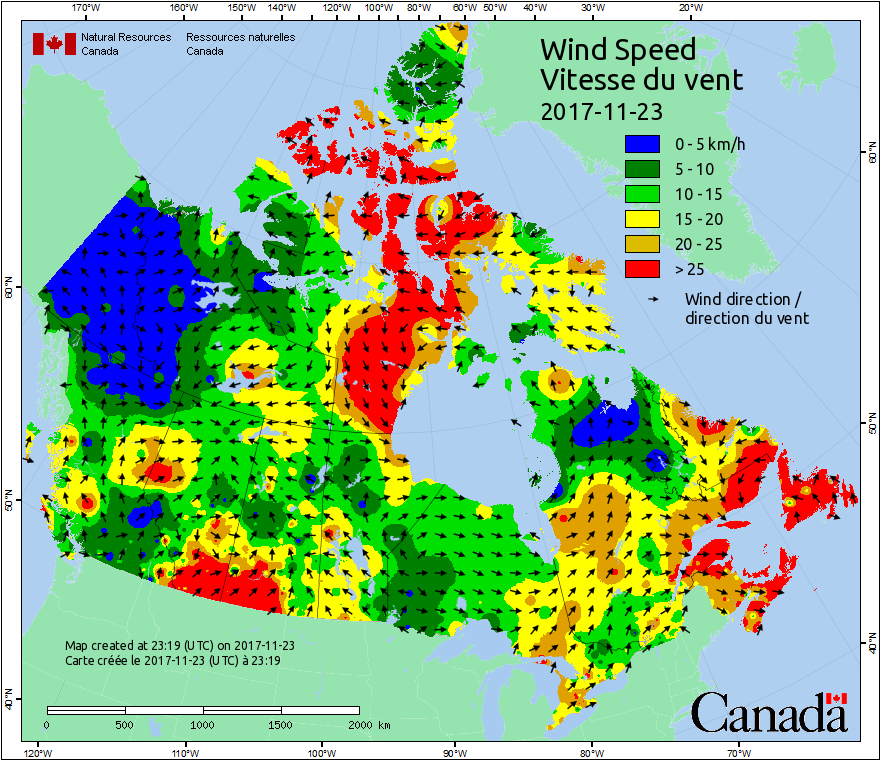 170°W 160°W 150°W 140°W 130°W 120°W 110°W 100°W 90°W 80°W 70°W 60°W 50°W 40°W 30°W 20°W
Natural Resources Ressources naturelles
Canada Canada
Wind Speed
Vitesse du vent
2017-11-23
0 - 5 km/h
5 - 10
10 - 15
15 - 20
20 - 25
> 25
Wind direction /
direction du vent
60°N
60°N
50°N
50°N
40°N
40°N
Map created at 23:19 (UTC) on 2017-11-23
Carte créée le 2017-11-23 (UTC) à 23:19
0 500 1000 1500 2000 km
Canada
120°W 110°W 100°W 90°W 80°W 70°W